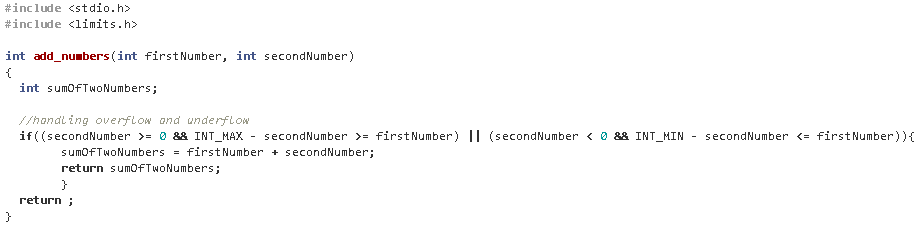 #include <stdio.h>
#include <limits.h>

int add_numbers(int firstNumber, int secondNumber)
{
  int sumOfTwoNumbers;

  //handling overflow and underflow
  if((secondNumber >= 0 && INT_MAX - secondNumber >= firstNumber) || (secondNumber < 0 && INT_MIN - secondNumber <= firstNumber)){
        sumOfTwoNumbers = firstNumber + secondNumber;
        return sumOfTwoNumbers;
        }
  return ;
}